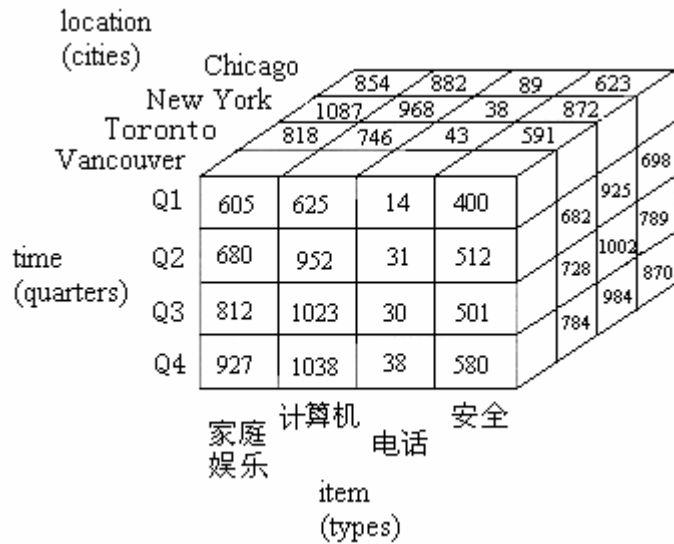 location
(cities)
Chicago
854 882 89 623
New York
1087 968 38 872
Toronto
818 746 43 591
Vancouver
698
Q1 605 625 14 400 682 925 789
Q2 680 952 31 512 728 1002 870
time
(quarters)
Q3 812 1023 30 501 784 984
Q4 927 1038 38 580
家庭
娱乐
计算机
电话
安全
item
(types)